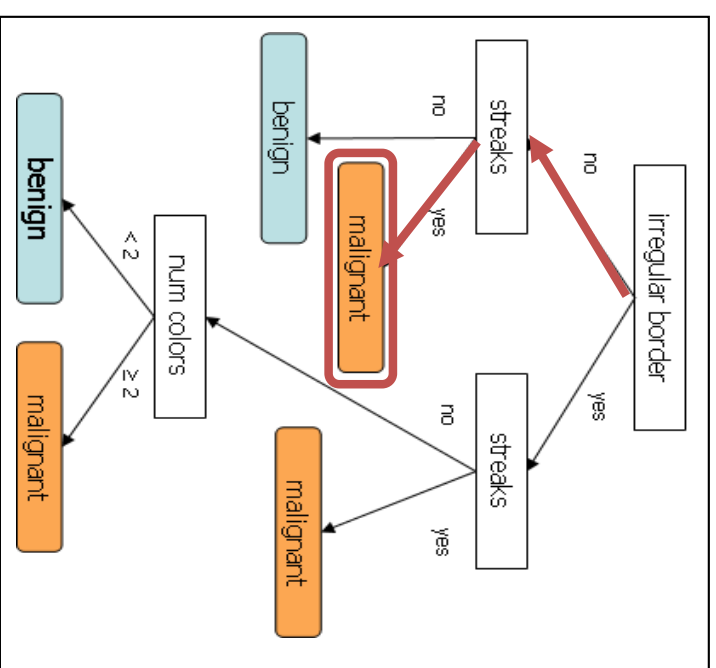 irregular border
no
yes
streaks
streaks
no
yes
no
yes
benign
malignant
num colors
malignant
< 2
≥ 2
benign
malignant